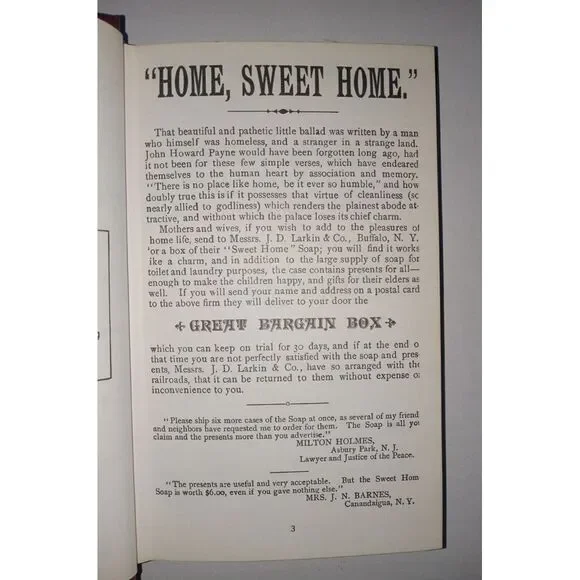 "HOME, SWEET HOME."
That beautiful and pathetic little ballad was written by a man
who himself was homeless, and a stranger in a strange land.
John Howard Payne would have been forgotten long ago, had
it not been for these few simple verses, which have endeared
themselves to the human heart by association and memory.
"There is no place like home, be it ever so humble," and how
doubly true this is if it possesses that virtue of cleanliness (so
nearly allied to godliness) which renders the plainest abode at-
tractive, and without which the palace loses its chief charm.
Mothers and wives, if you wish to add to the pleasures of
home life, send to Messrs. J. D. Larkin & Co., Buffalo, N. Y.
for a box of their "Sweet Home" Soap; you will find it works
like a charm, and in addition to the large supply of soap for
toilet and laundry purposes, the case contains presents for all—
enough to make the children happy, and gifts for their elders as
well. If you will send your name and address on a postal card
to the above firm they will deliver to your door the
GREAT BARGAIN BOX
which you can keep on trial for 30 days, and if at the end o
that time you are not perfectly satisfied with the soap and pres-
ents, Messrs. J. D. Larkin & Co., have so arranged with the
railroads, that it can be returned to them without expense o
inconvenience to you.
"Please ship six more cases of the Soap at once, as several of my friend
and neighbors have requested me to order for them. The Soap is all you
claim and the presents more than you advertise."
MILTON HOLMES,
Asbury Park, N. J.
Lawyer and Justice of the Peace.
"The presents are useful and very acceptable. But the Sweet Hom
Soap is worth $6.00, even if you gave nothing else."
MRS. J. N. BARNES,
Canandaigua, N. Y.
3